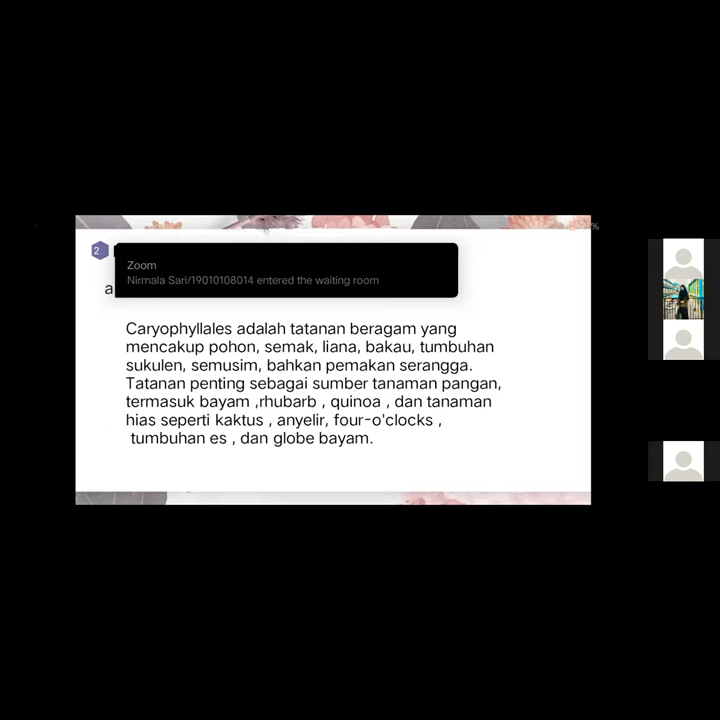 2
Zoom
Nirmala Sari/19010108014 entered the waiting room
a
Caryophyllales adalah tatanan beragam yang
mencakup pohon, semak, liana, bakau, tumbuhan
sukulen, semusim, bahkan pemakan serangga.
Tatanan penting sebagai sumber tanaman pangan,
termasuk bayam ,rhubarb , quinoa , dan tanaman
hias seperti kaktus , anyelir, four-o'clocks ,
tumbuhan es , dan globe bayam.